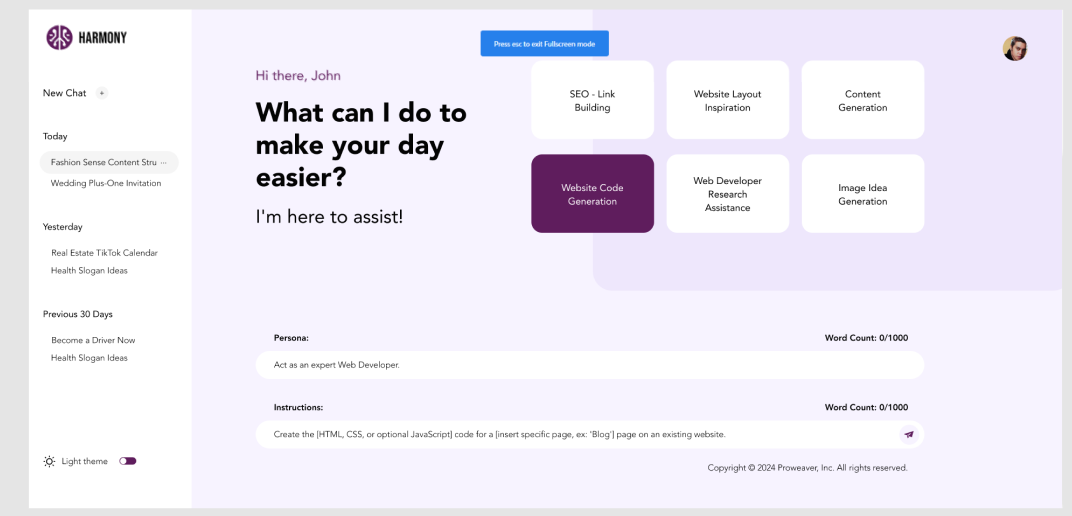 HARMONY
Press esc to exit Fullscreen mode
New Chat +
Today
Fashion Sense Content Stru ···
Wedding Plus-One Invitation
Yesterday
Real Estate TikTok Calendar
Health Slogan Ideas
Previous 30 Days
Become a Driver Now
Health Slogan Ideas
Light theme
Hi there, John
What can I do to
make your day
easier?
I'm here to assist!
SEO - Link
Building
Website Layout
Inspiration
Content
Generation
Website Code
Generation
Web Developer
Research
Assistance
Image Idea
Generation
Persona:
Word Count: 0/1000
Act as an expert Web Developer.
Instructions:
Word Count: 0/1000
Create the [HTML, CSS, or optional JavaScript] code for a [insert specific page, ex: 'Blog'] page on an existing website.
Copyright © 2024 Proweaver, Inc. All rights reserved.